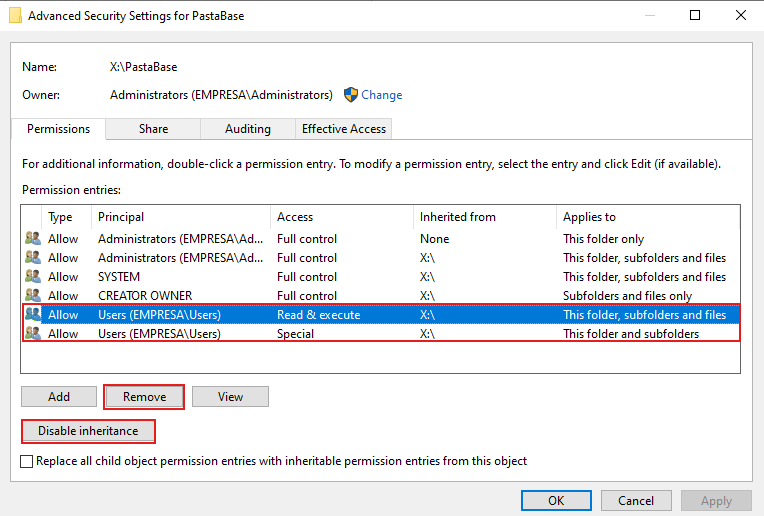 Advanced Security Settings for PastaBase
Name: X:\PastaBase
Owner: Administrators (EMPRESA\Administrators) Change
Permissions Share Auditing Effective Access
For additional information, double-click a permission entry. To modify a permission entry, select the entry and click Edit (if available).
Permission entries:
Type Principal Access Inherited from Applies to
Allow Administrators (EMPRESA\Ad... Full control None This folder only
Allow Administrators (EMPRESA\Ad... Full control X:\ This folder, subfolders and files
Allow SYSTEM Full control X:\ This folder, subfolders and files
Allow CREATOR OWNER Full control X:\ Subfolders and files only
Allow Users (EMPRESA\Users) Read & execute X:\ This folder, subfolders and files
Allow Users (EMPRESA\Users) Special X:\ This folder and subfolders
Add Remove View
Disable inheritance
Replace all child object permission entries with inheritable permission entries from this object
OK Cancel Apply